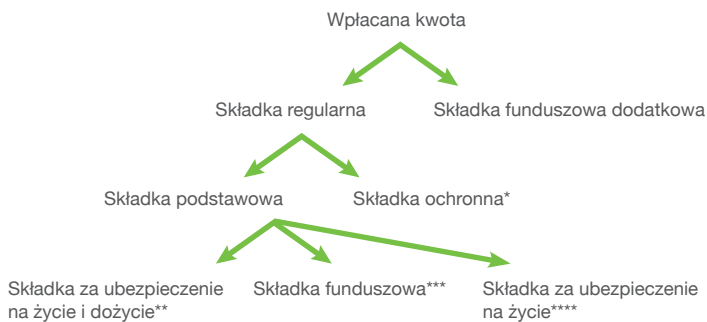 Wpłacana kwota
Składka regularna
Składka funduszowa dodatkowa
Składka podstawowa
Składka ochronna*
Składka za ubezpieczenie
na życie i dożycie**
Składka funduszowa***
Składka za ubezpieczenie
na życie****